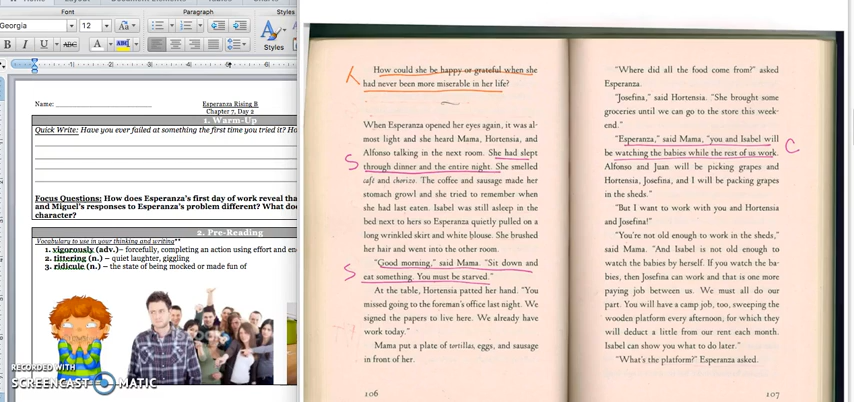 Layout
Document Elements
Tables
Charts
Font
Paragraph
Styles
Georgia
12
Aa
B I U ABC A ABC
Styles
Name:
Esperanza Rising B
Chapter 7, Day 2
1. Warm-Up
Quick Write: Have you ever failed at something the first time you tried it?
Focus Questions: How does Esperanza's first day of work reveal
and Miguel's responses to Esperanza's problem different? What
character?
2. Pre-Reading
Vocabulary to use in your thinking and writing**
1. vigorously (adv.)– forcefully, completing an action using effort and
2. tittering (n.) – quiet laughter, giggling
3. ridicule (n.) – the state of being mocked or made fun of
RECORDED WITH
SCREENCAST MATIC
How could she be happy or grateful when she
had never been more miserable in her life?
When Esperanza opened her eyes again, it was al-
most light and she heard Mama, Hortensia, and
Alfonso talking in the next room. She had slept
S
through dinner and the entire night. She smelled
café and chorizo. The coffee and sausage made her
stomach growl and she tried to remember when
she had last eaten. Isabel was still asleep in the
bed next to hers so Esperanza quietly pulled on a
long wrinkled skirt and white blouse. She brushed
her hair and went into the other room.
"Good morning," said Mama. "Sit down and
S
eat something. You must be starved."
At the table, Hortensia patted her hand. "You
missed going to the foreman's office last night. We
signed the papers to live here. We already have
work today."
Mama put a plate of tortillas, eggs, and sausage
in front of her.
106
"Where did all the food come from?" asked
Esperanza.
"Josefina," said Hortensia. "She brought some
groceries until we can go to the store this week-
end."
"Esperanza," said Mama, "you and Isabel will
be watching the babies while the rest of us work.
C
Alfonso and Juan will be picking grapes and
Hortensia, Josefina, and I will be packing grapes
in the sheds."
"But I want to work with you and Hortensia
and Josefina!"
"You're not old enough to work in the sheds,"
said Mama. "And Isabel is not old enough to
watch the babies by herself. If you watch the ba-
bies, then Josefina can work and that is one more
paying job between us. We must all do our
part. You will have a camp job, too, sweeping the
wooden platform every afternoon, for which they
will deduct a little from our rent each month.
Isabel can show you what to do later."
"What's the platform?" Esperanza asked.
107